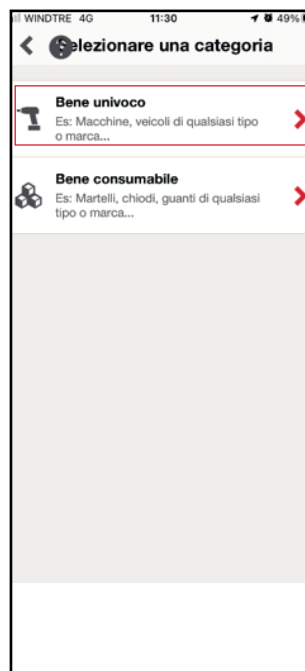 WINDTRE 4G 11:30 49%
Selezionare una categoria
Bene univoco
Es: Macchine, veicoli di qualsiasi tipo
o marca...
Bene consumabile
Es: Martelli, chiodi, guanti di qualsiasi
tipo o marca...